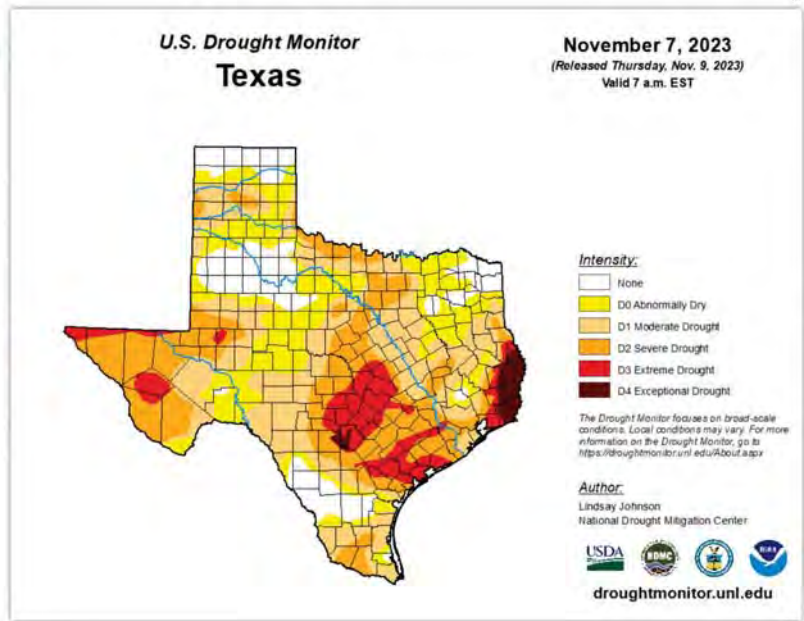 U.S. Drought Monitor
Texas
November 7, 2023
(Released Thursday, Nov. 9, 2023)
Valid 7 a.m. EST
Intensity:
None
D0 Abnormally Dry
D1 Moderate Drought
D2 Severe Drought
D3 Extreme Drought
D4 Exceptional Drought
The Drought Monitor focuses on broad-scale
conditions. Local conditions may vary. For more
information on the Drought Monitor, go to
https://droughtmonitor.unl.edu/About.aspx
Author:
Lindsay Johnson
National Drought Mitigation Center
USDA
NDMC
NOAA
droughtmonitor.unl.edu